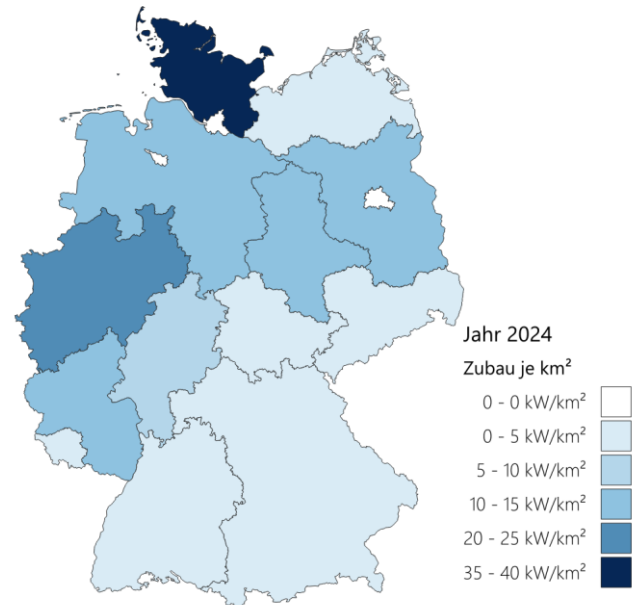 Jahr 2024
Zubau je km²
0 - 0 kW/km²
0 - 5 kW/km²
5 - 10 kW/km²
10 - 15 kW/km²
20 - 25 kW/km²
35 - 40 kW/km²